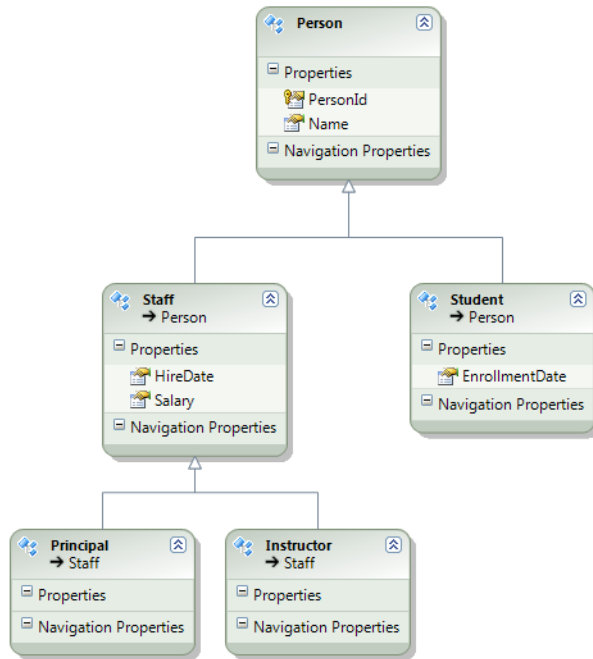 Person
Properties
PersonId
Name
Navigation Properties
Staff
→ Person
Properties
HireDate
Salary
Navigation Properties
Student
→ Person
Properties
EnrollmentDate
Navigation Properties
Principal
→ Staff
Properties
Navigation Properties
Instructor
→ Staff
Properties
Navigation Properties